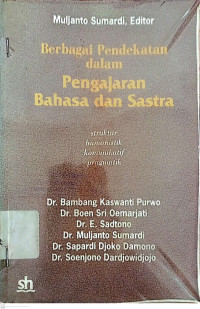 Muljanto Sumardi, Editor
Berbagai Pendekatan
dalam
Pengajaran
Bahasa dan Sastra
struktur
humanistik
komunikatif
pragmatik
Dr. Bambang Kaswanti Purwo
Dr. Boen Sri Oemarjati
Dr. E. Sadtono
Dr. Muljanto Sumardi
Dr. Sapardi Djoko Damono
Dr. Soenjono Dardjowidjojo
sh